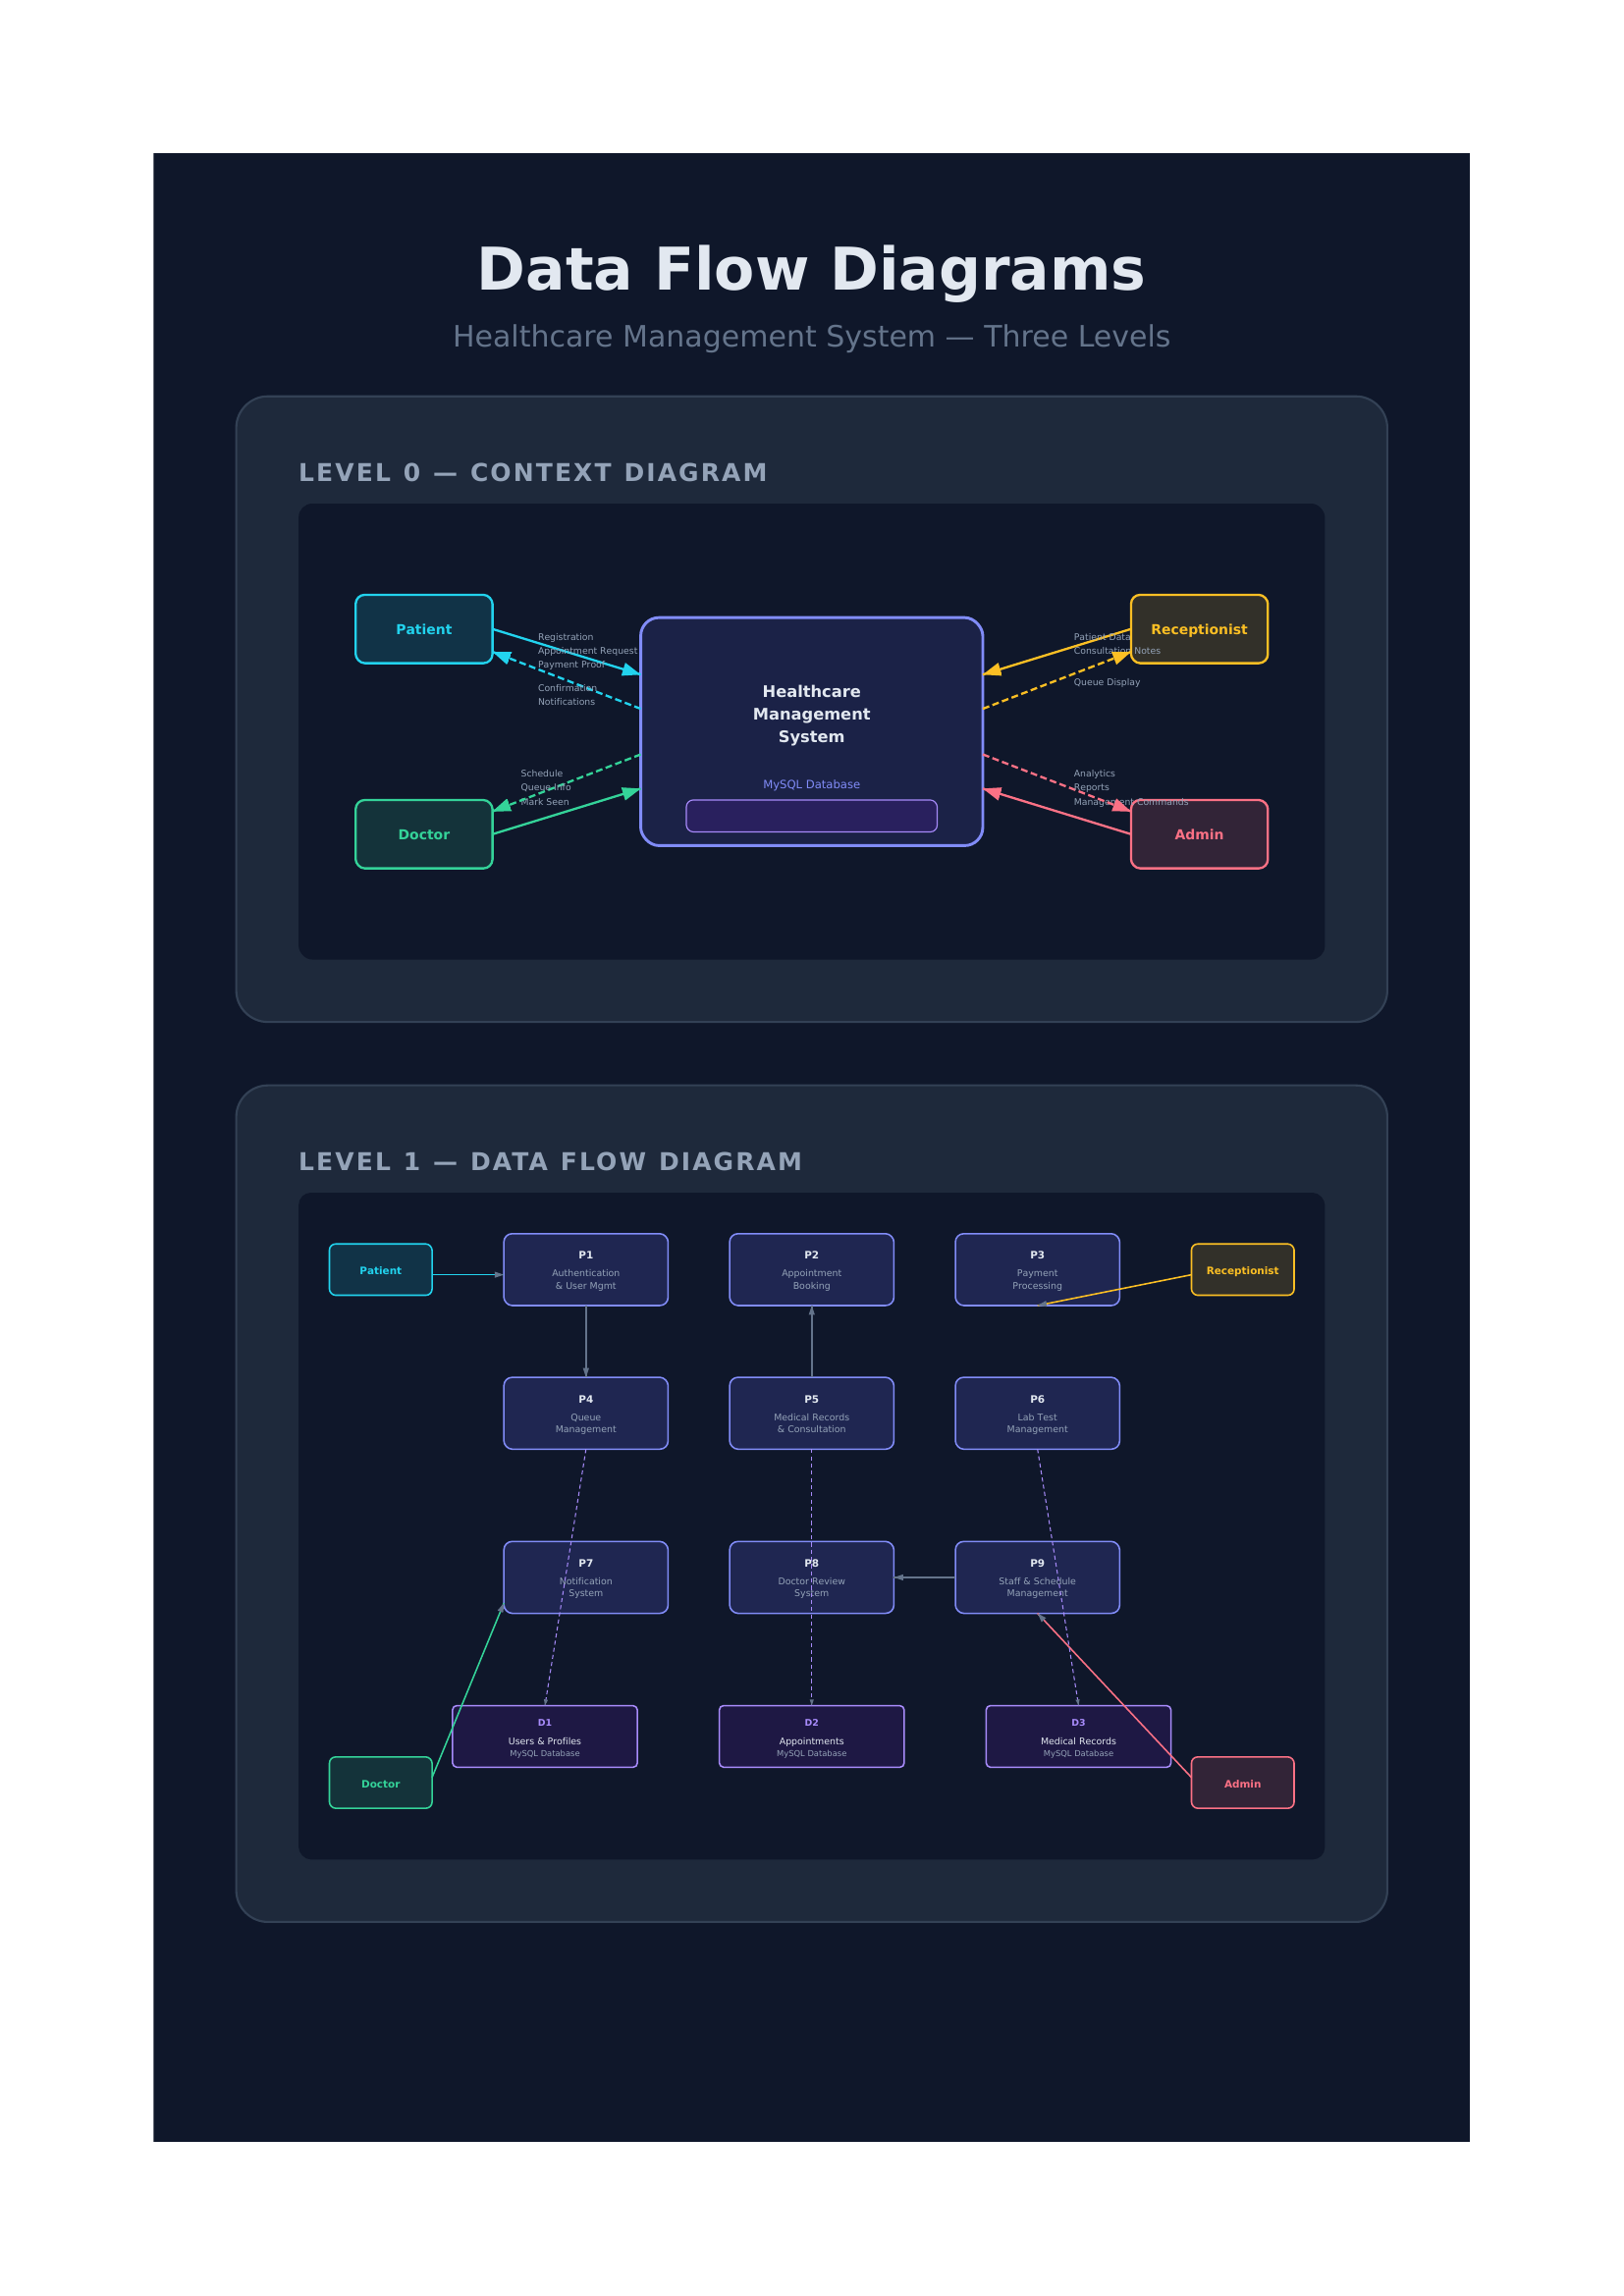 Data Flow Diagrams
Healthcare Management System — Three Levels
LEVEL 0 — CONTEXT DIAGRAM
Patient
Registration
Appointment Request
Payment Proof
Confirmation
Notifications
Healthcare
Management
System
MySQL Database
Patient Data
Consultation Notes
Queue Display
Receptionist
Schedule
Queue Info
Mark Seen
Doctor
Analytics
Reports
Management Commands
Admin
LEVEL 1 — DATA FLOW DIAGRAM
Patient
P1
Authentication
& User Mgmt
P2
Appointment
Booking
P3
Payment
Processing
Receptionist
P4
Queue
Management
P5
Medical Records
& Consultation
P6
Lab Test
Management
P7
Notification
System
P8
Doctor Review
System
P9
Staff & Schedule
Management
D1
Users & Profiles
MySQL Database
D2
Appointments
MySQL Database
D3
Medical Records
MySQL Database
Doctor
Admin